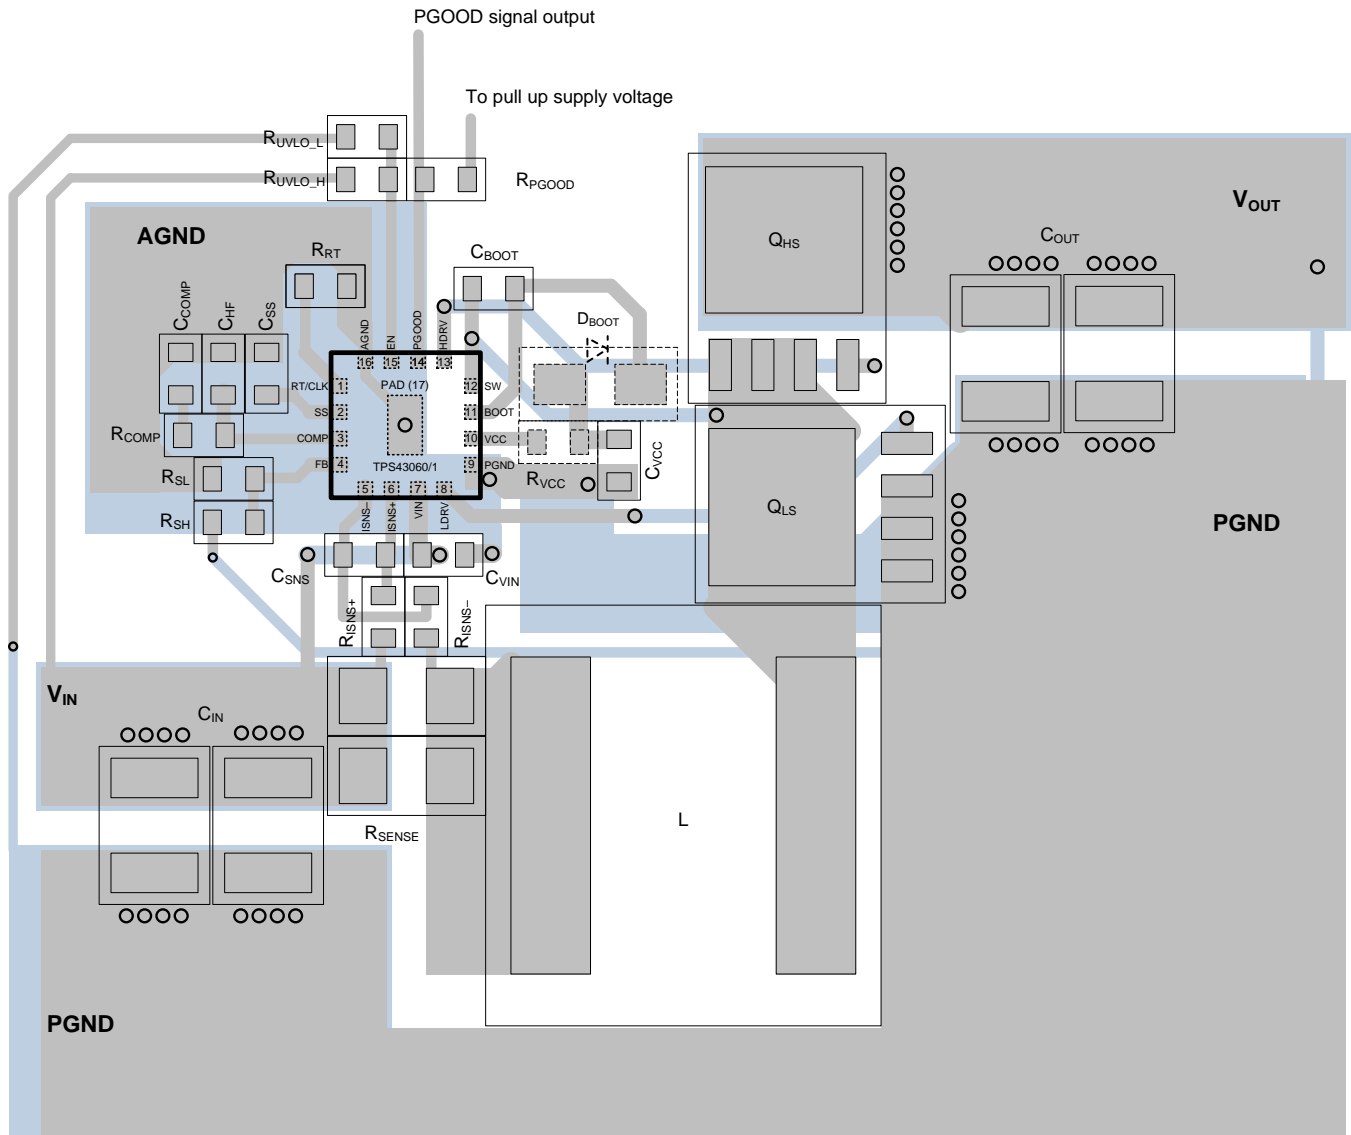 PGOOD signal output
To pull up supply voltage
RUVLO_L
RUVLO_H
RPGOOD
AGND
RRT
CBOOT
QHS
COUT
VOUT
CCOMP
CHF
CSS
DBOOT
AGND
EN
PGOOD
HDRV
16
15
14
13
RT/CLK
1
PAD (17)
12
SW
SS
2
11
BOOT
RCOMP
COMP
3
10
VCC
FB
4
TPS43060/1
9
PGND
RSL
RVCC
CVCC
5
6
7
8
ISNS–
ISNS+
VIN
LDRV
RSH
QLS
PGND
CSNS
CVIN
RISNS+
RISNS–
VIN
CIN
RSENSE
L
PGND